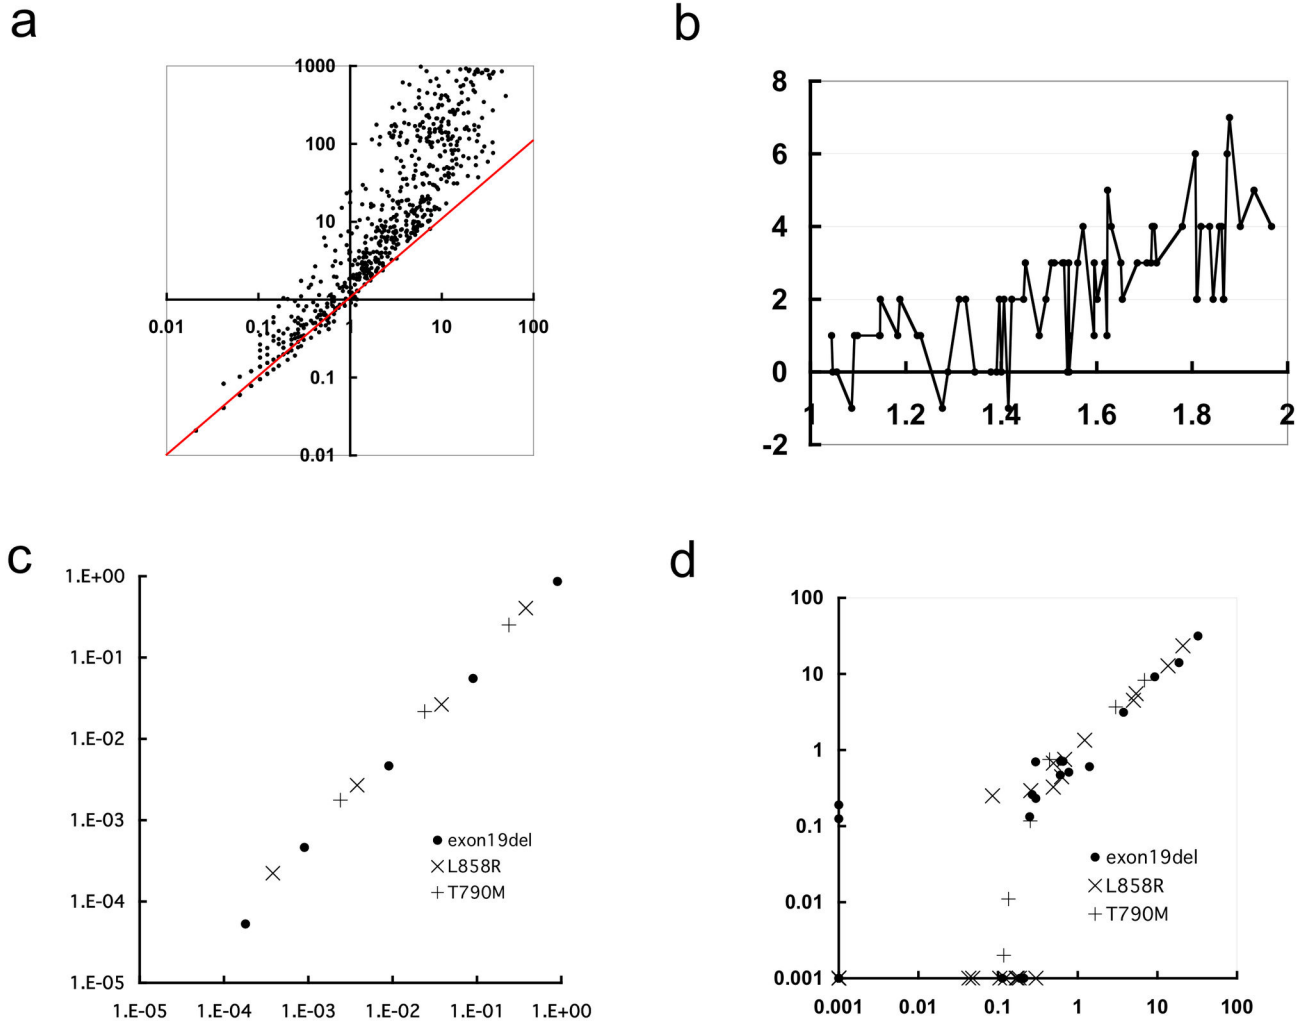 a
1000
100
10
0.01 0.1 1 10 100
0.1
0.01
b
8
6
4
2
0
1 1.2 1.4 1.6 1.8 2
-2
c
1.E+00
1.E-01
1.E-02
1.E-03
1.E-04
1.E-05
1.E-05 1.E-04 1.E-03 1.E-02 1.E-01 1.E+00
exon19del
L858R
T790M
d
100
10
1
0.1
0.01
0.001
0.001 0.01 0.1 1 10 100
exon19del
L858R
T790M